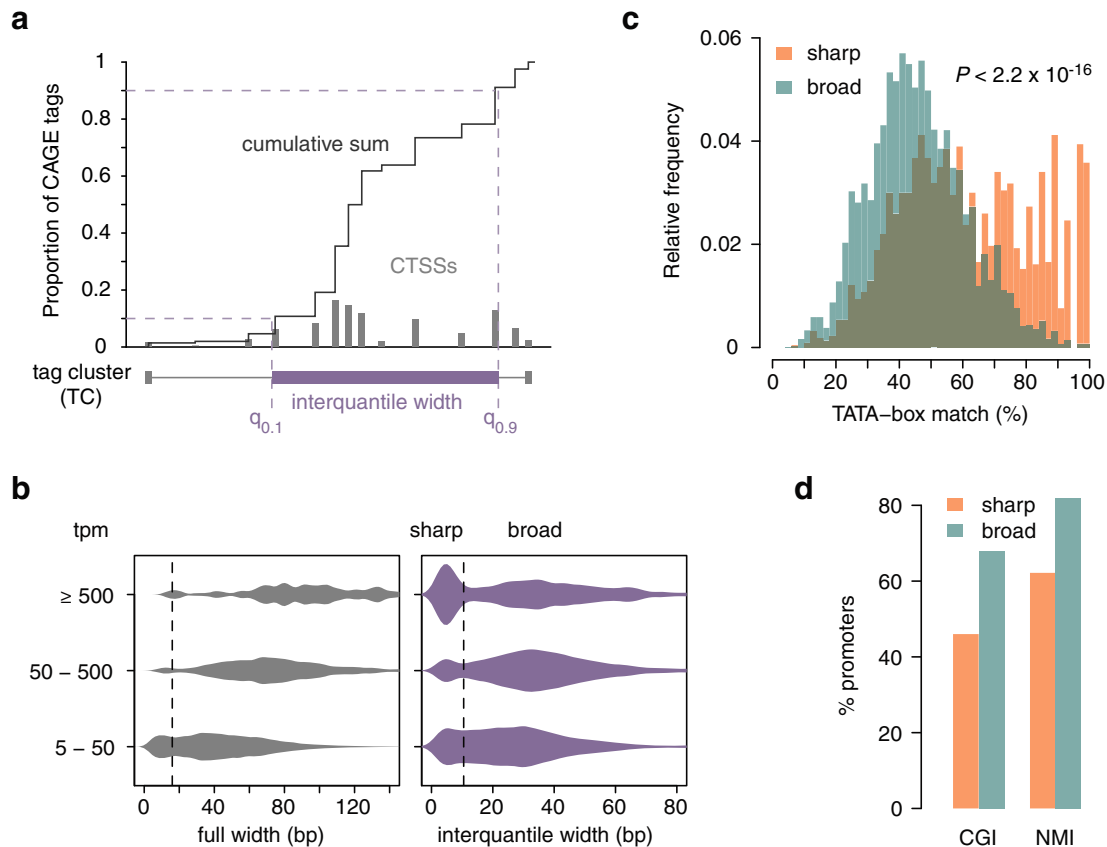 a
1
0.8
0.6
0.4
0.2
0
Proportion of CAGE tags
cumulative sum
CTSSs
tag cluster
(TC)
interquantile width
q0.1
q0.9
b
tpm
sharp
broad
≥ 500
50 − 500
5 − 50
0 40 80 120
full width (bp)
0 20 40 60 80
interquantile width (bp)
c
0.06
0.04
0.02
0
Relative frequency
sharp
broad
P < 2.2 x 10-16
0 20 40 60 80 100
TATA−box match (%)
d
80
60
40
20
0
% promoters
sharp
broad
CGI NMI